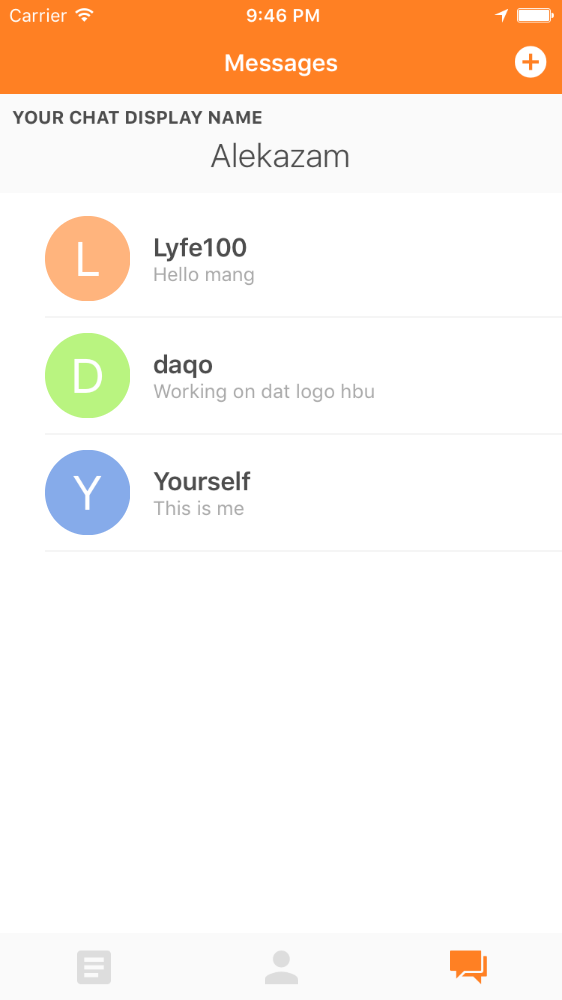 Carrier 9:46 PM
Messages
YOUR CHAT DISPLAY NAME
Alekazam
L
Lyfe100
Hello mang
D
daqo
Working on dat logo hbu
Y
Yourself
This is me